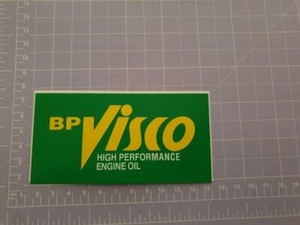 BP Visco
HIGH PERFORMANCE
ENGINE OIL